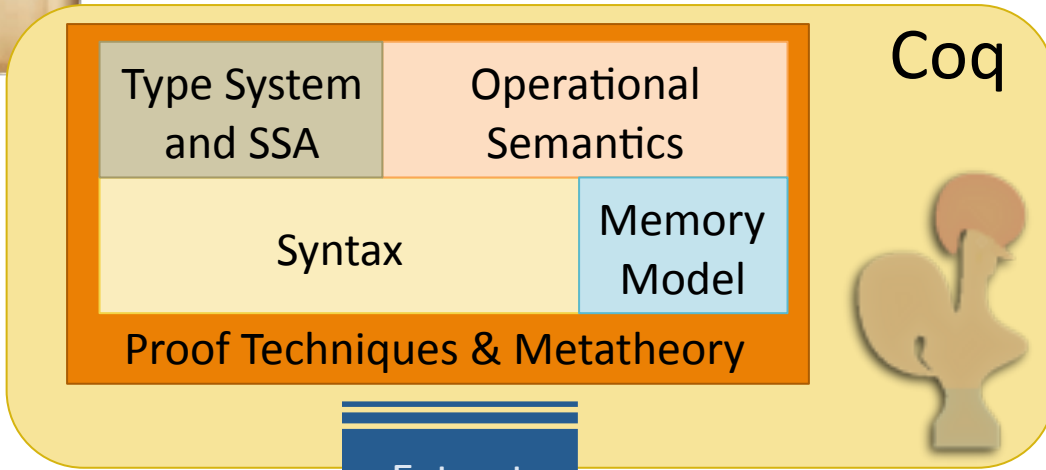 Coq
Type System
and SSA
Operational
Semantics
Syntax
Memory
Model
Proof Techniques & Metatheory